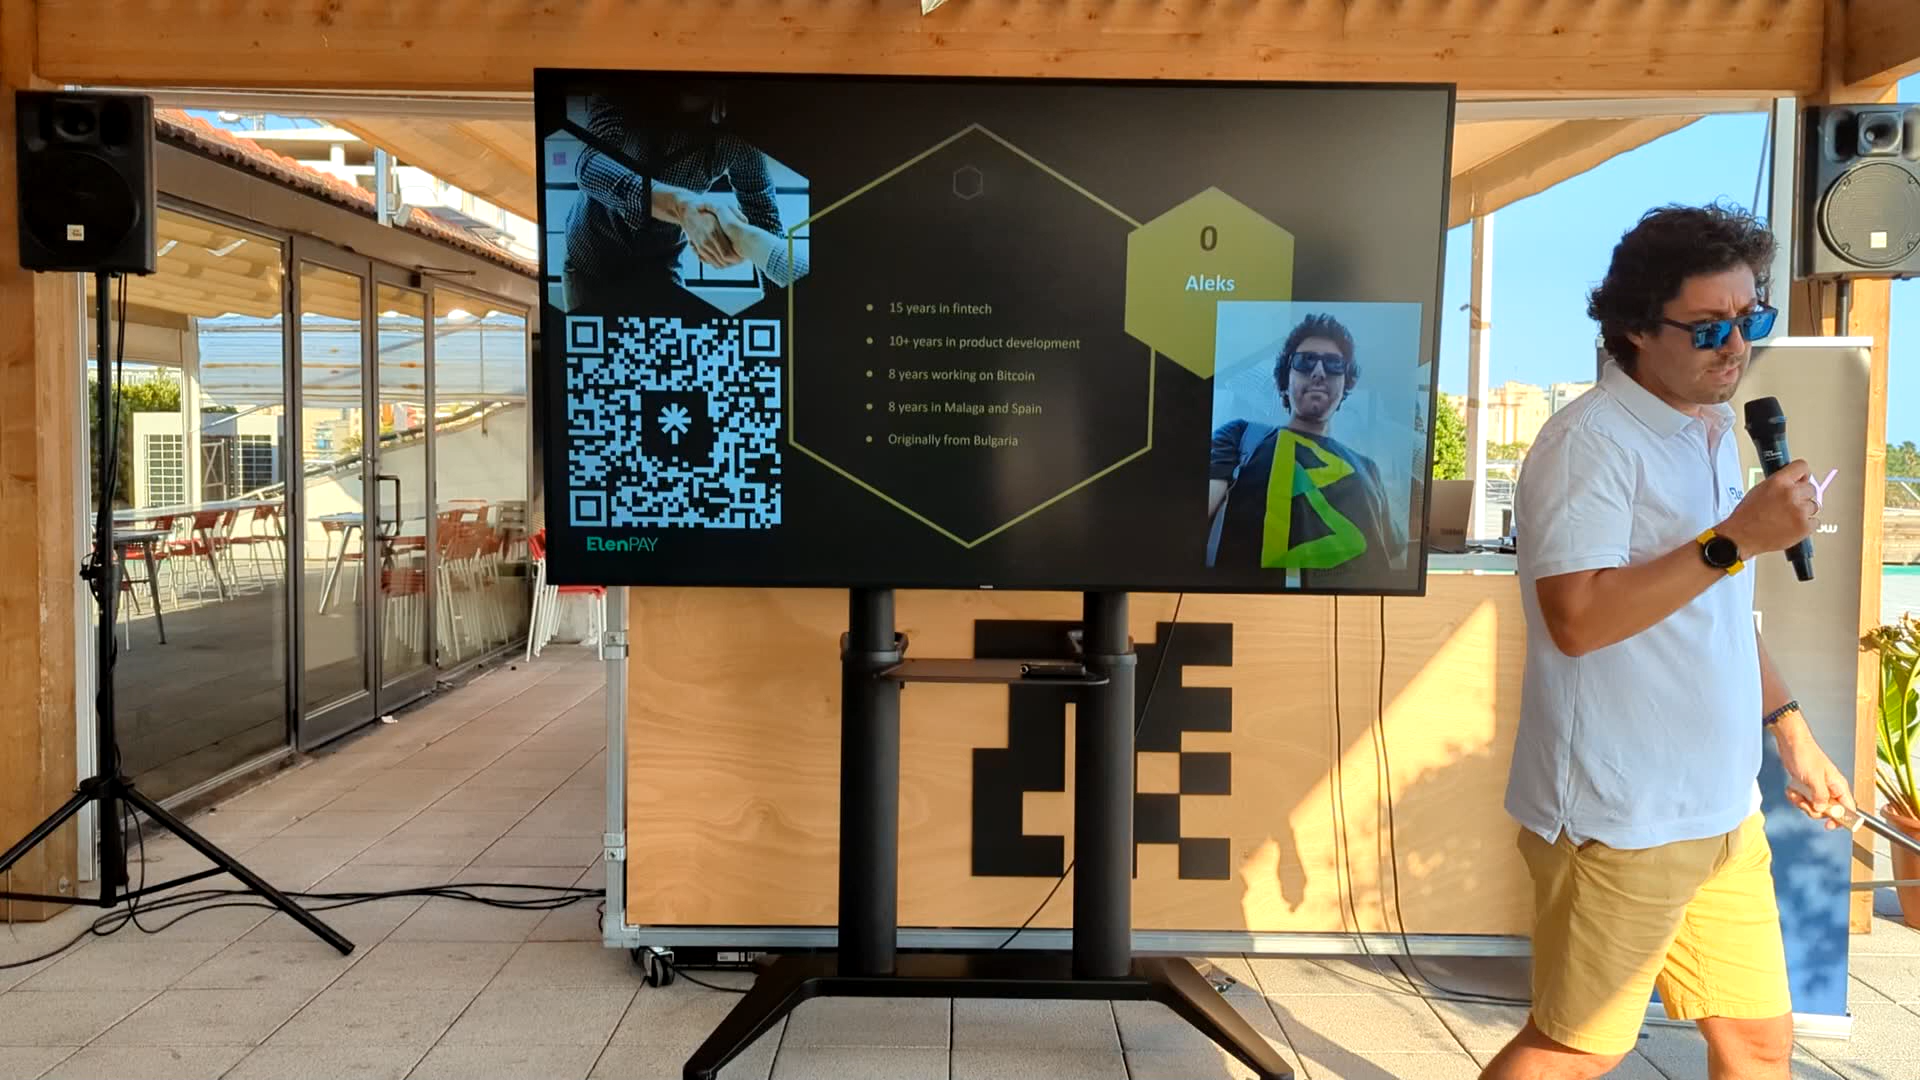 0
Aleks
15 years in fintech
10+ years in product development
8 years working on Bitcoin
8 years in Malaga and Spain
Originally from Bulgaria
ElenPAY